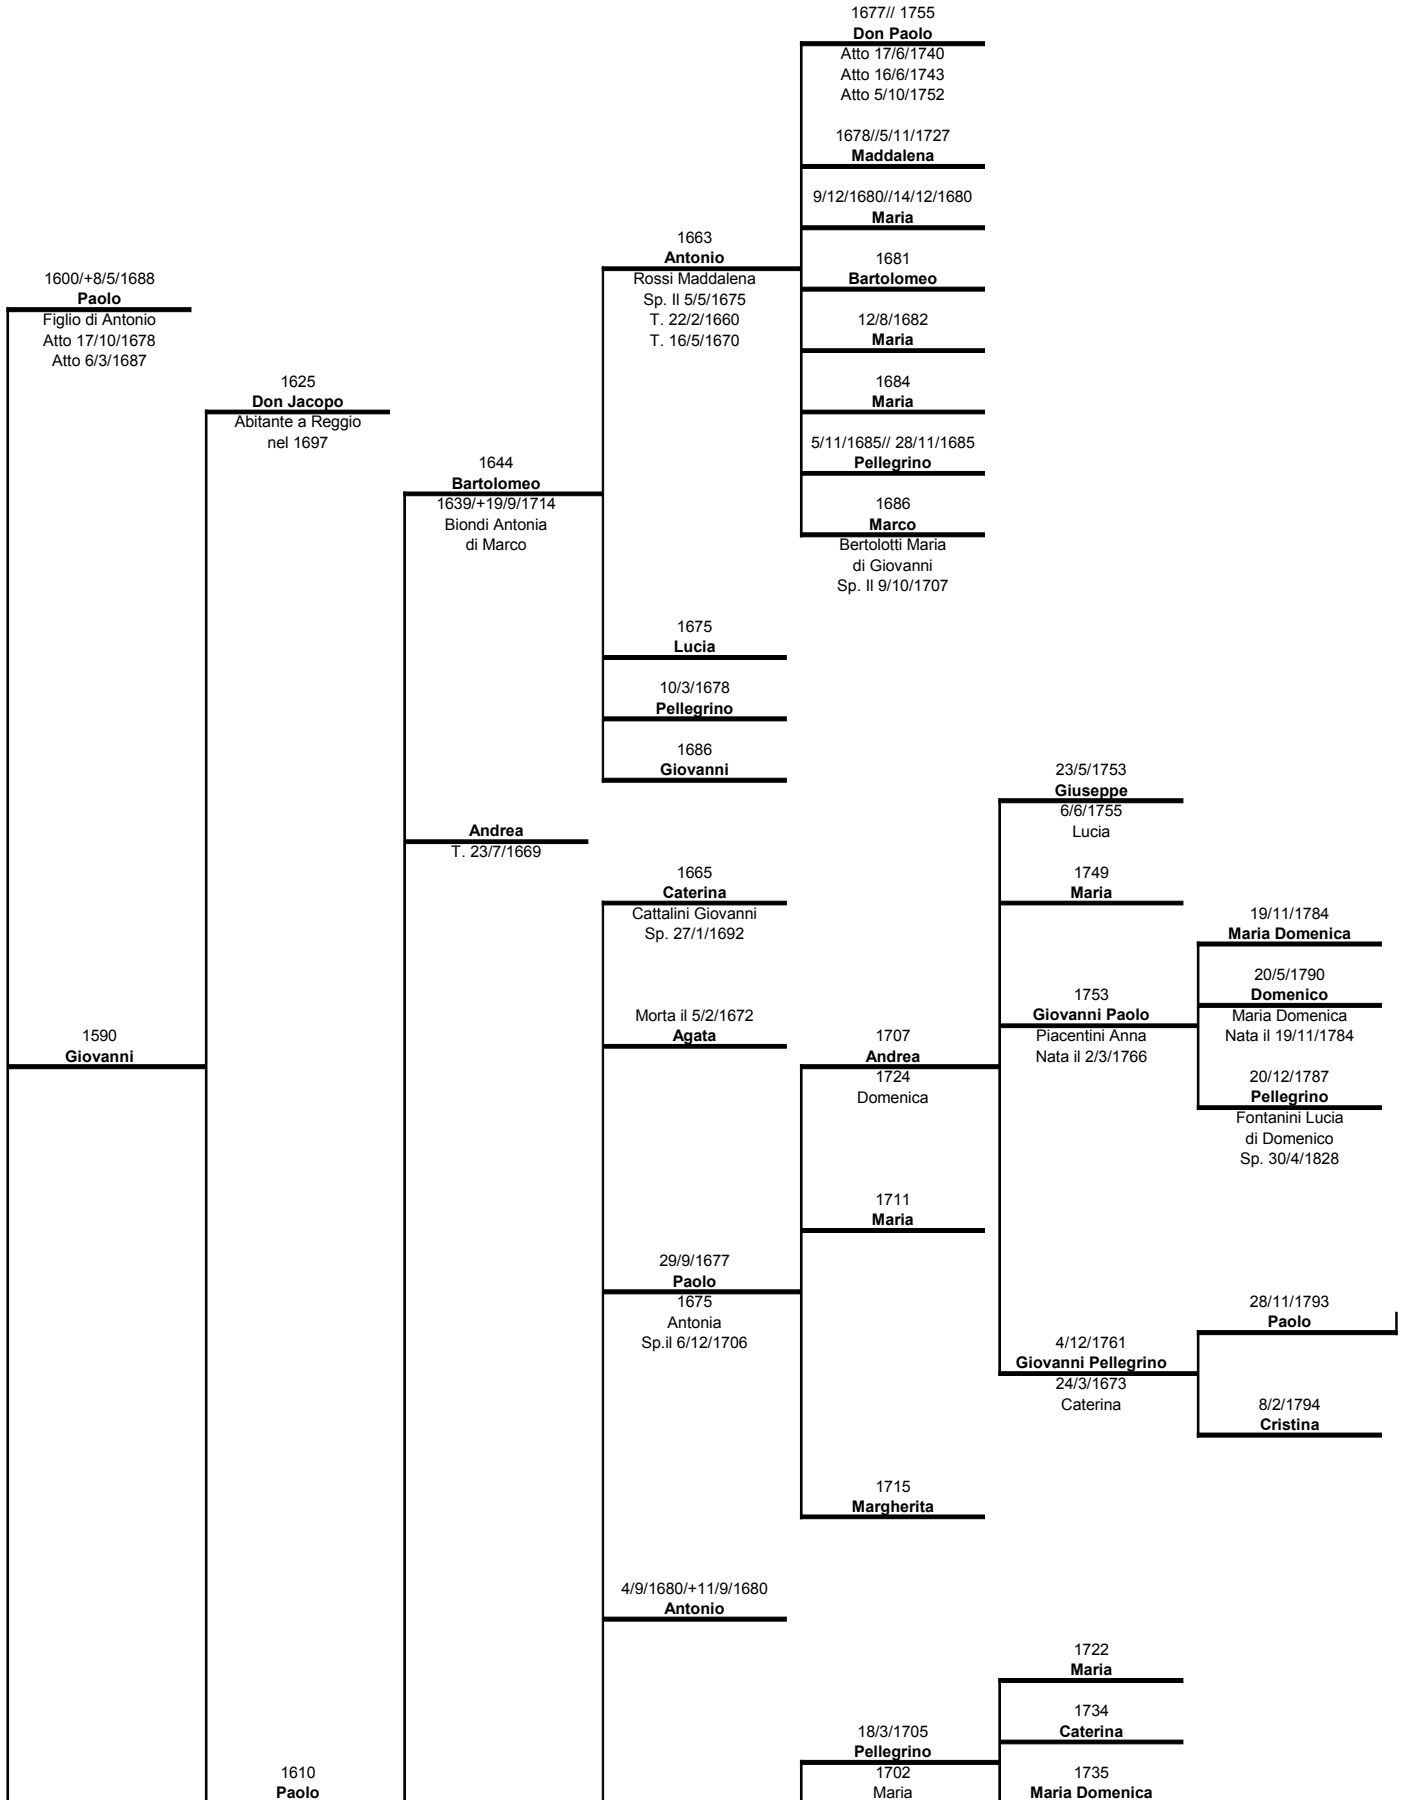 1677// 1755
Don Paolo
Atto 17/6/1740
Atto 16/6/1743
Atto 5/10/1752
1678//5/11/1727
Maddalena
9/12/1680//14/12/1680
Maria
1663
Antonio
Rossi Maddalena
Sp. Il 5/5/1675
T. 22/2/1660
T. 16/5/1670
1681
Bartolomeo
1600/+8/5/1688
Paolo
Figlio di Antonio
Atto 17/10/1678
Atto 6/3/1687
12/8/1682
Maria
1625
Don Jacopo
Abitante a Reggio
nel 1697
1684
Maria
5/11/1685// 28/11/1685
Pellegrino
1644
Bartolomeo
1639/+19/9/1714
Biondi Antonia
di Marco
1686
Marco
Bertolotti Maria
di Giovanni
Sp. Il 9/10/1707
1675
Lucia
10/3/1678
Pellegrino
1686
Giovanni
23/5/1753
Giuseppe
6/6/1755
Lucia
Andrea
T. 23/7/1669
1665
Caterina
Cattalini Giovanni
Sp. 27/1/1692
1749
Maria
19/11/1784
Maria Domenica
20/5/1790
Domenico
Maria Domenica
Nata il 19/11/1784
1753
Giovanni Paolo
Piacentini Anna
Nata il 2/3/1766
Morta il 5/2/1672
Agata
1590
Giovanni
1707
Andrea
1724
Domenica
20/12/1787
Pellegrino
Fontanini Lucia
di Domenico
Sp. 30/4/1828
1711
Maria
29/9/1677
Paolo
1675
Antonia
Sp.il 6/12/1706
28/11/1793
Paolo
4/12/1761
Giovanni Pellegrino
24/3/1673
Caterina
8/2/1794
Cristina
1715
Margherita
4/9/1680/+11/9/1680
Antonio
1722
Maria
1734
Caterina
18/3/1705
Pellegrino
1702
Maria
1610
Paolo
1735
Maria Domenica